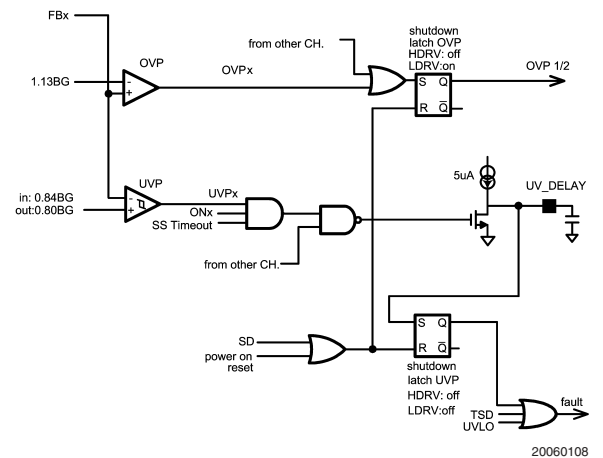 FBx
OVP
1.13BG
-
+
OVPx
from other CH.
shutdown
latch OVP
HDRV: off
LDRV:on
S Q
R Q̅
OVP 1/2
UVP
in: 0.84BG
out:0.80BG
-
+
UVPx
ONx
SS Timeout
from other CH.
5uA
UV_DELAY
SD
power on
reset
S Q
R Q̅
shutdown
latch UVP
HDRV: off
LDRV:off
TSD
UVLO
fault
20060108